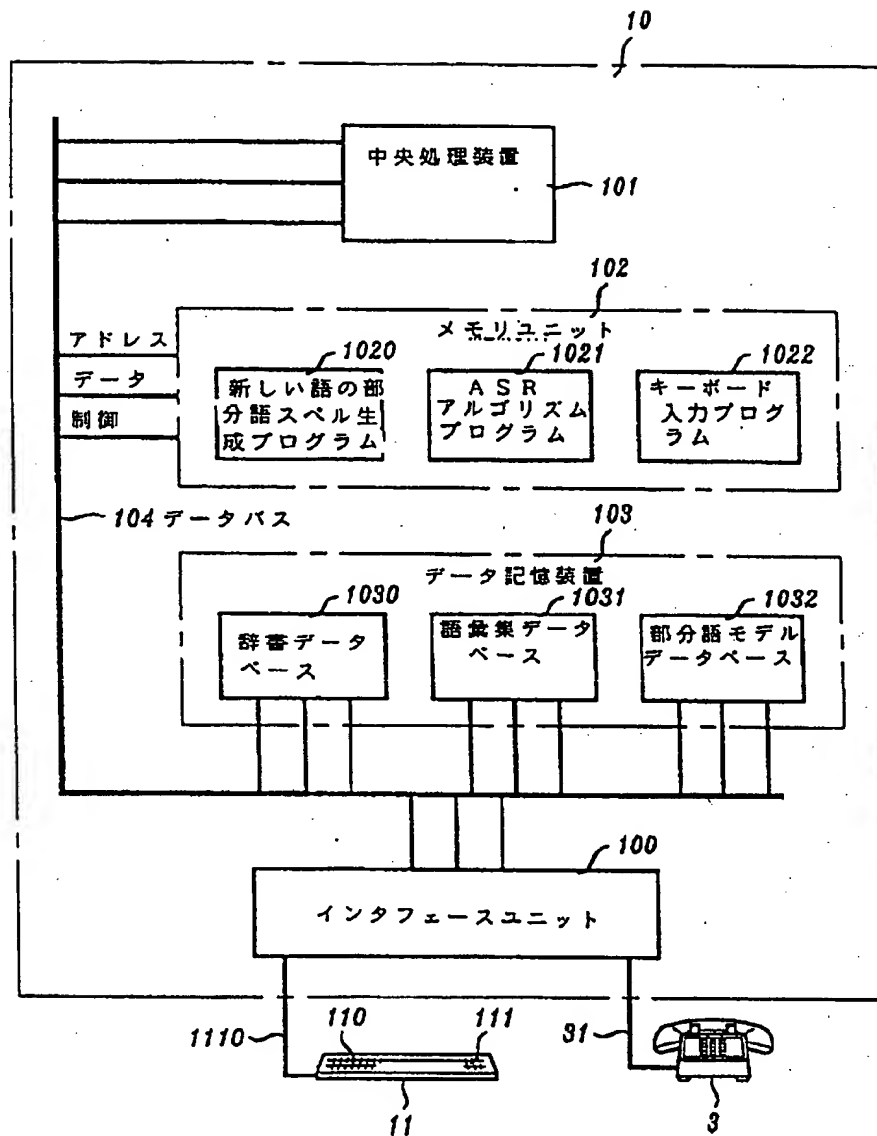 10
中央処理装置
101
102
メモリユニット
アドレス
データ
制御
1020
新しい語の部
分語スペル生
成プログラム
1021
ASR
アルゴリズム
プログラム
1022
キーボード
入力プログ
ラム
104 データバス
103
データ記憶装置
1030
辞書データ
ベース
1031
語彙集データ
ベース
1032
部分語モデル
データベース
100
インタフェースユニット
1110
110
111
11
31
3